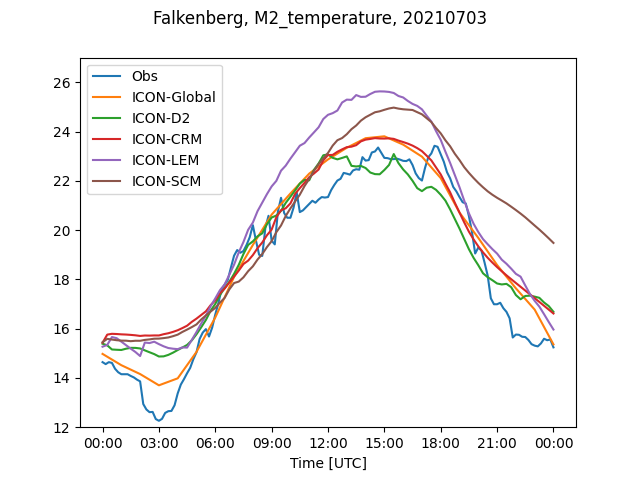 Falkenberg, M2_temperature, 20210703
Obs
ICON-Global
ICON-D2
ICON-CRM
ICON-LEM
ICON-SCM
26
24
22
20
18
16
14
12
00:00 03:00 06:00 09:00 12:00 15:00 18:00 21:00 00:00
Time [UTC]